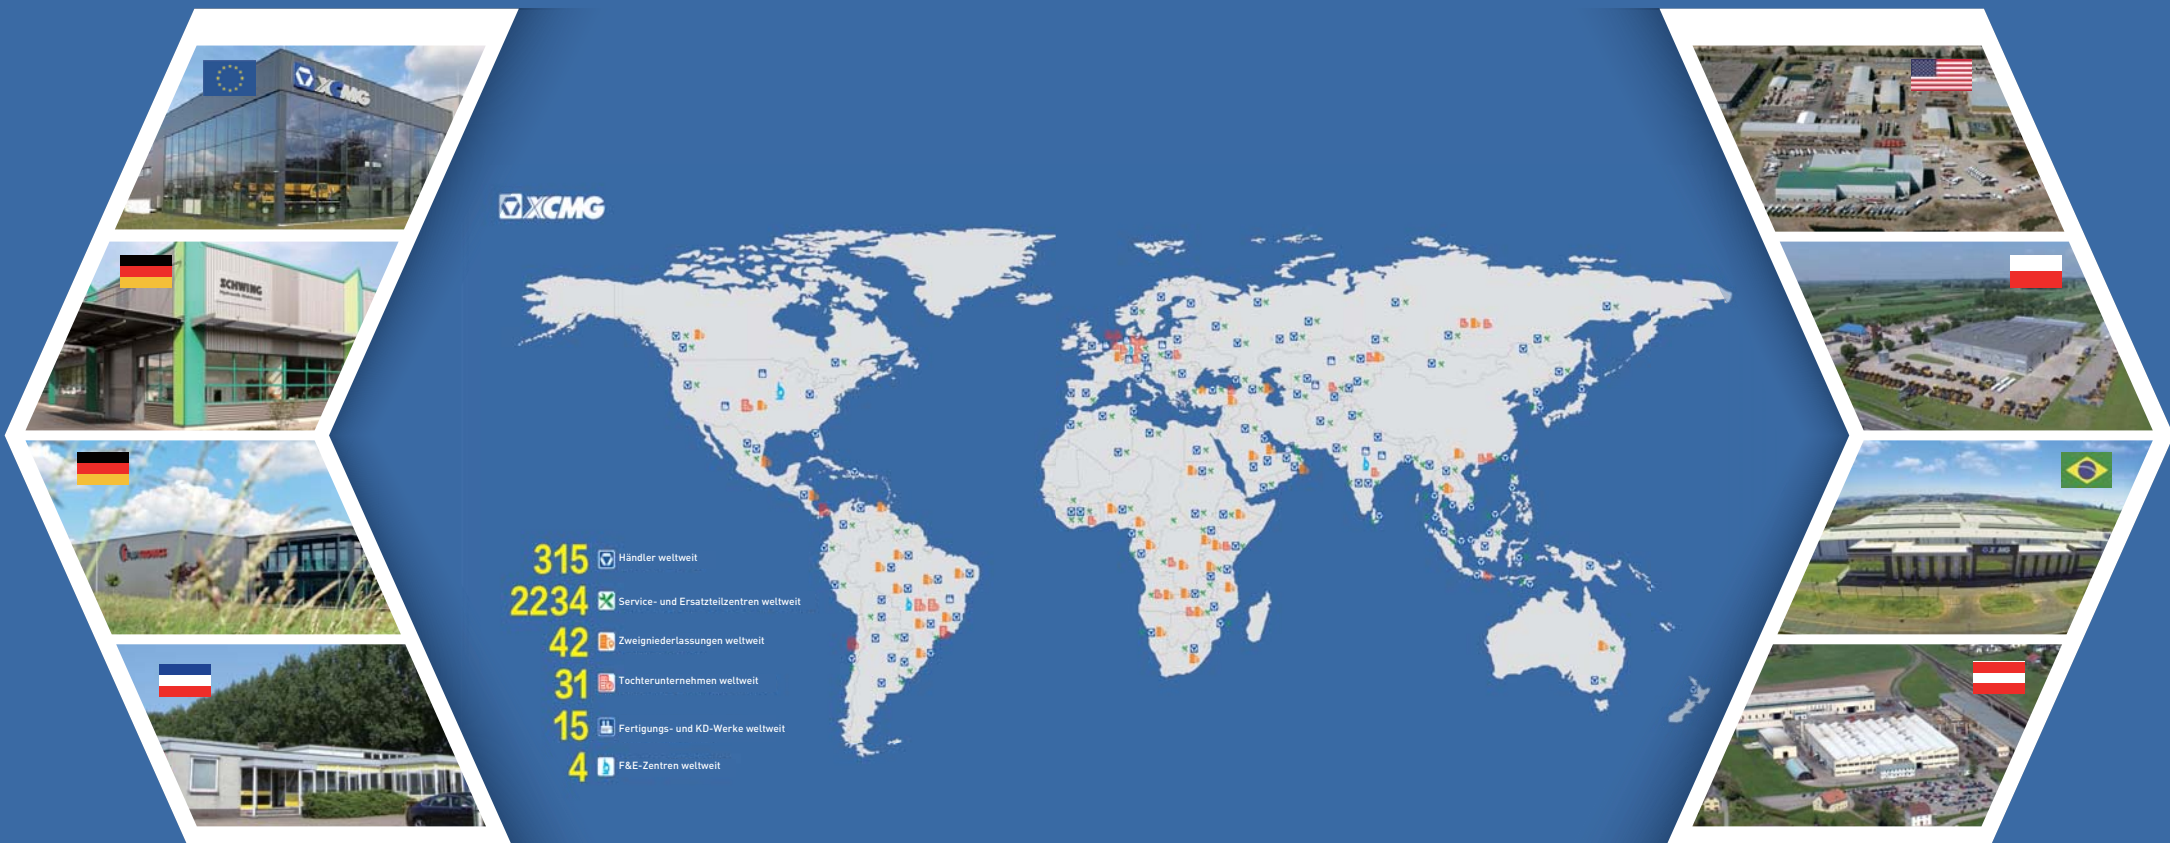 XCMG
SCHWING
XCMG
315 Händler weltweit
2234 Service- und Ersatzteilzentren weltweit
42 Zweigniederlassungen weltweit
31 Tochterunternehmen weltweit
15 Fertigungs- und KD-Werke weltweit
4 F&E-Zentren weltweit